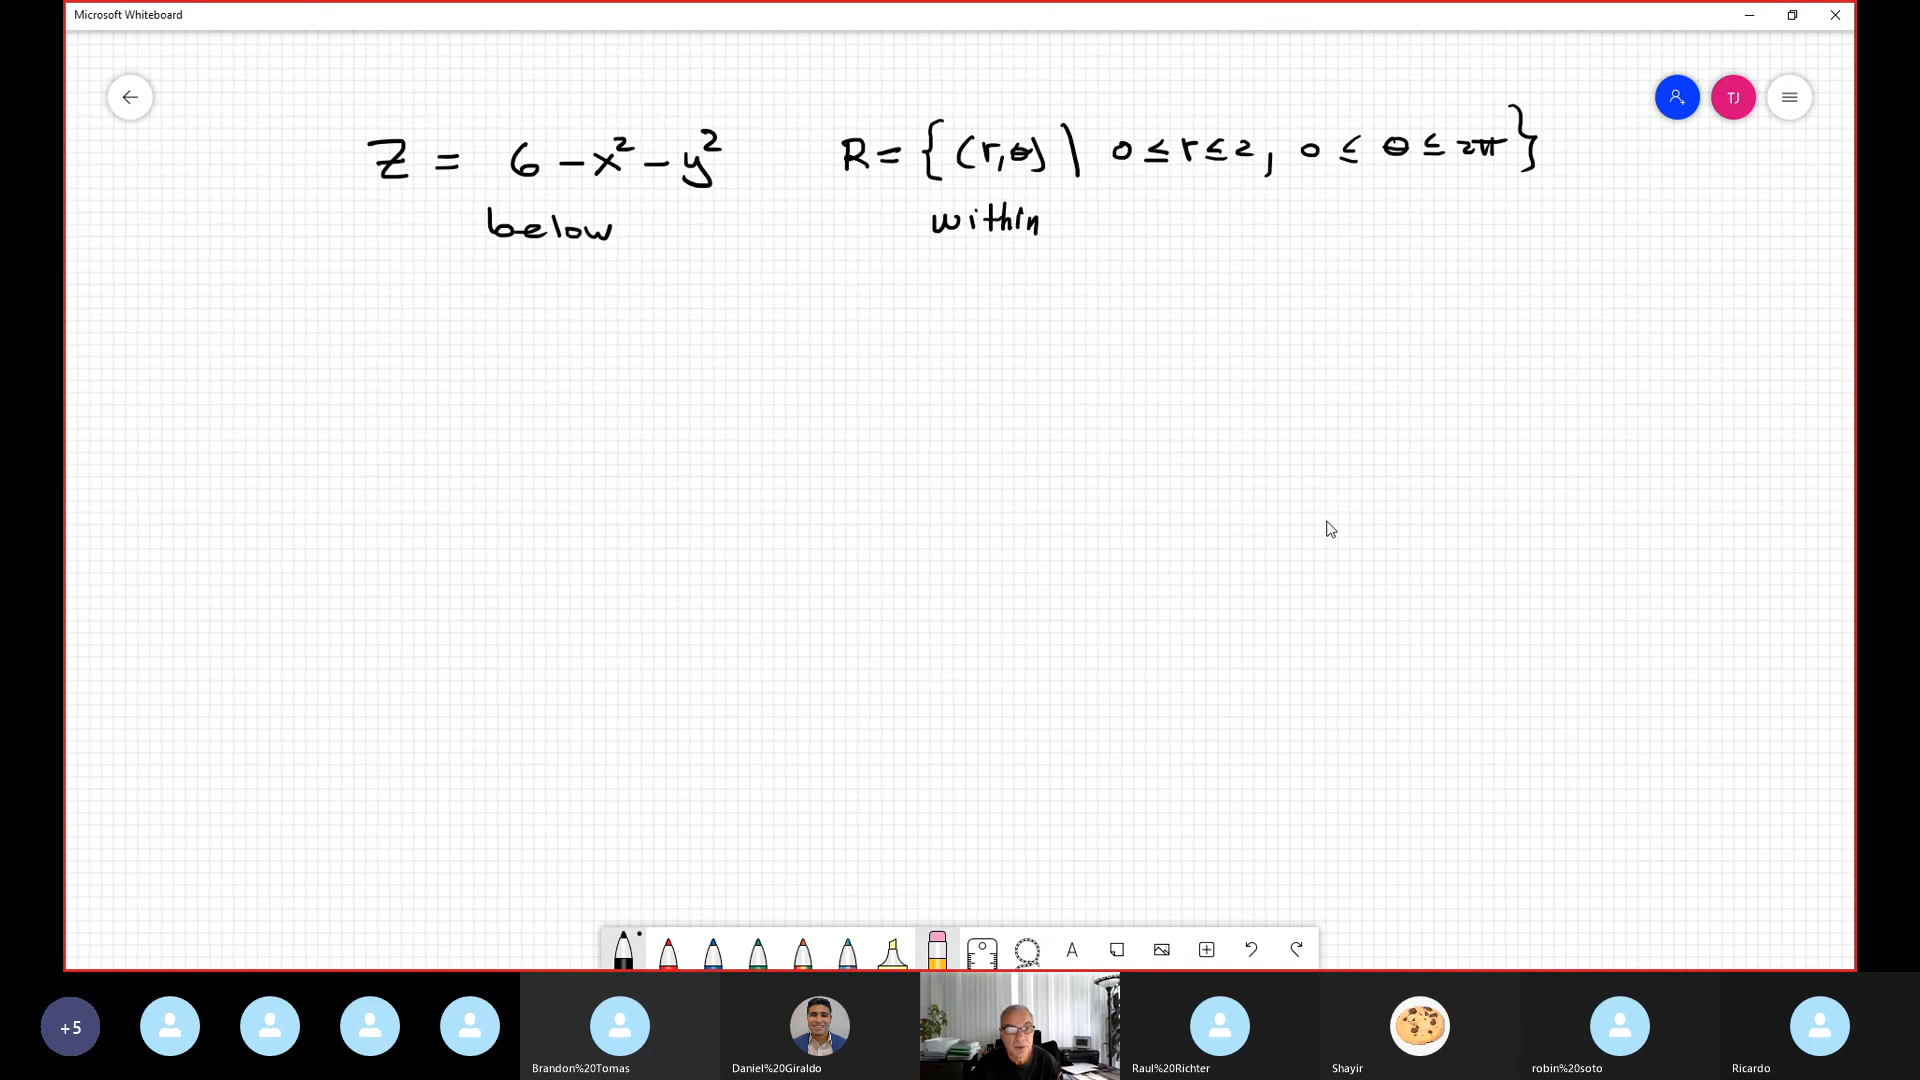 Microsoft Whiteboard
TJ
Z = 6 - x² - y² R = { (r, θ) \ 0 ≤ r ≤ 2, 0 ≤ θ ≤ 2π }
below within
A
+5
Brandon%20Tomas Daniel%20Giraldo Raul%20Richter Shayir robin%20soto Ricardo